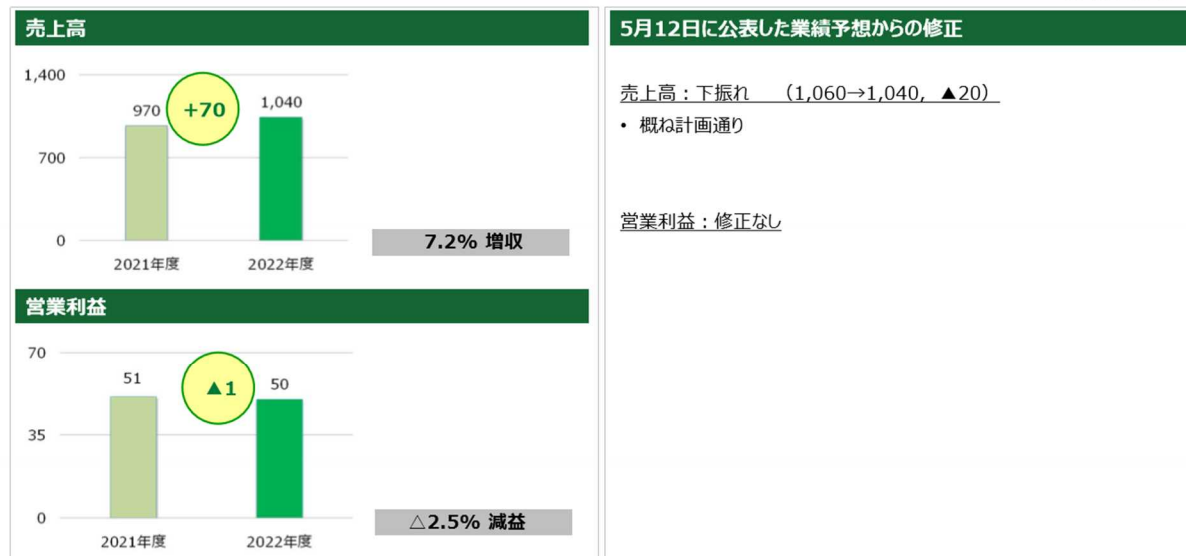 売上高
1,400
700
0
970
+70
1,040
2021年度
2022年度
7.2% 増収
営業利益
70
35
0
51
▲1
50
2021年度
2022年度
△2.5% 減益
5月12日に公表した業績予想からの修正
売上高:下振れ （1,060→1,040, ▲20）
• 概ね計画通り
営業利益:修正なし